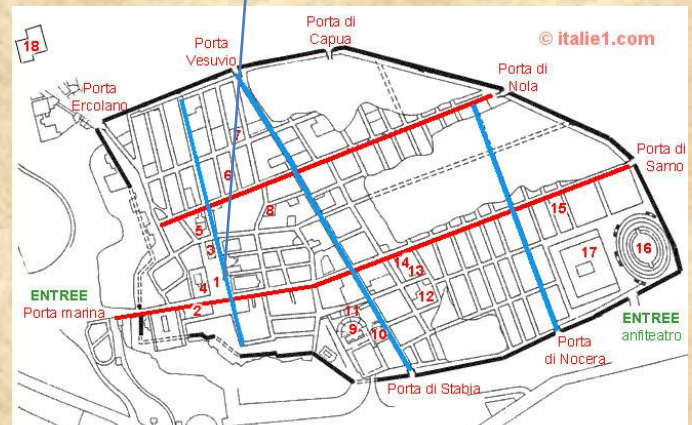 Porta di
Capua
© italie1.com
18
Porta
Vesuvio
Porta di
Nola
Porta
Ercolano
7
Porta di
Sarno
6
8
15
5
3
16
14
13
17
1
4
12
ENTREE
Porta marina
2
11
9
10
ENTREE
anfiteatro
Porta
di Nocera
Porta di Stabia